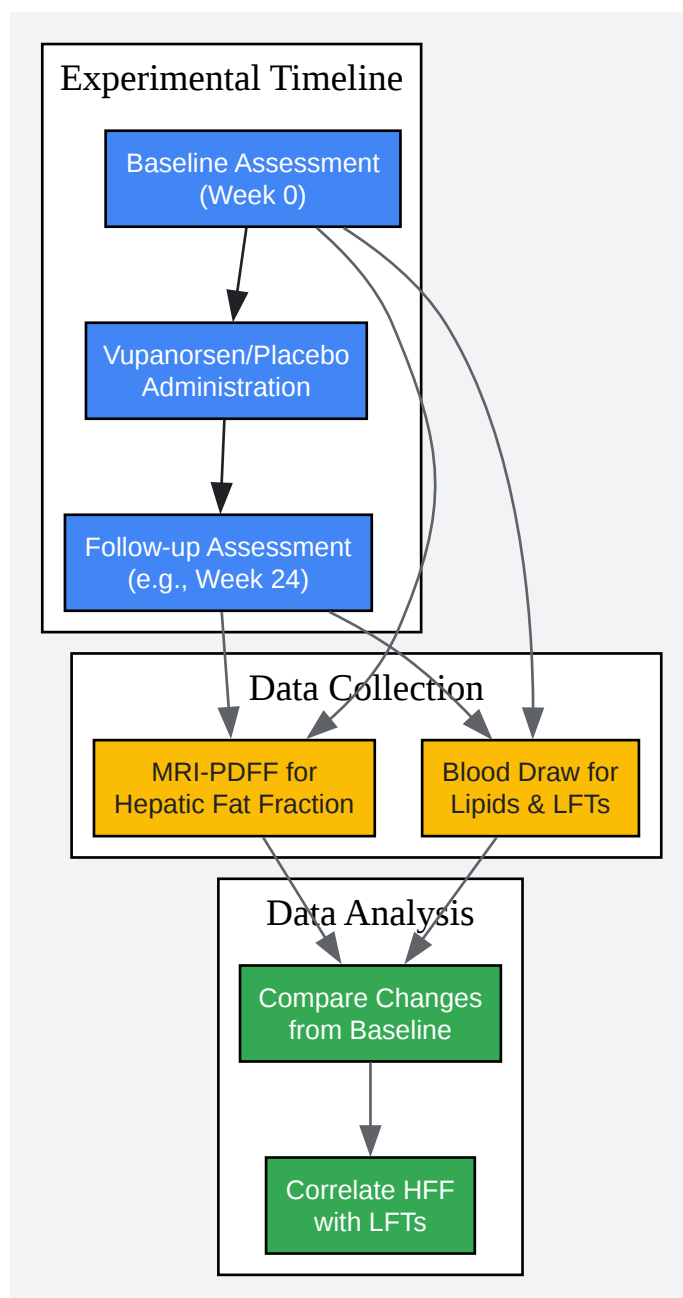 Experimental Timeline
Baseline Assessment
(Week 0)
Vupanorsen/Placebo
Administration
Follow-up Assessment
(e.g., Week 24)
Data Collection
MRI-PDFF for
Hepatic Fat Fraction
Blood Draw for
Lipids & LFTs
Data Analysis
Compare Changes
from Baseline
Correlate HFF
with LFTs